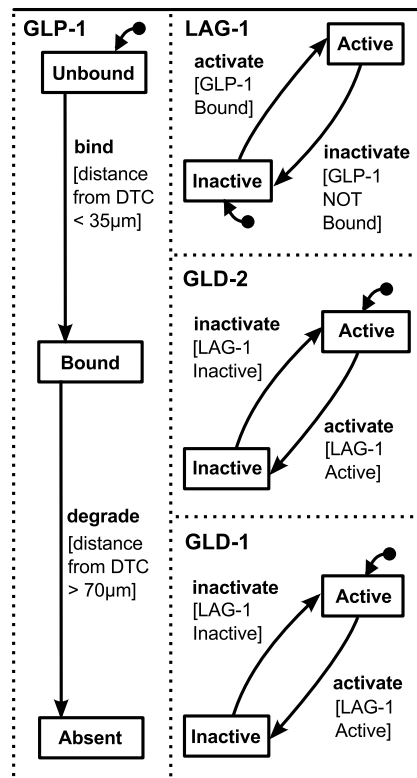 GLP-1
Unbound
bind
[distance
from DTC
< 35µm]
Bound
degrade
[distance
from DTC
> 70µm]
Absent
LAG-1
Active
activate
[GLP-1
Bound]
Inactive
inactivate
[GLP-1
NOT
Bound]
GLD-2
Active
inactivate
[LAG-1
Inactive]
Inactive
activate
[LAG-1
Active]
GLD-1
Active
inactivate
[LAG-1
Inactive]
Inactive
activate
[LAG-1
Active]